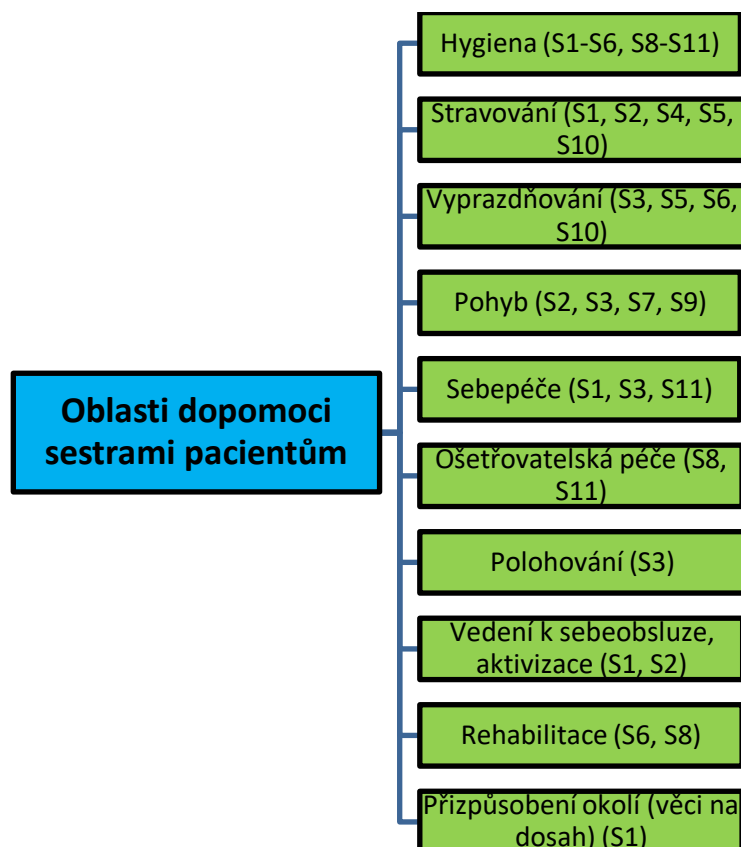 Hygiena (S1-S6, S8-S11)
Stravování (S1, S2, S4, S5,
S10)
Vyprazdňování (S3, S5, S6,
S10)
Pohyb (S2, S3, S7, S9)
Oblasti dopomoci
sestrami pacientům
Sebepéče (S1, S3, S11)
Ošetřovatelská péče (S8,
S11)
Polohování (S3)
Vedení k sebeobsluze,
aktivizace (S1, S2)
Rehabilitace (S6, S8)
Přizpůsobení okolí (věci na
dosah) (S1)